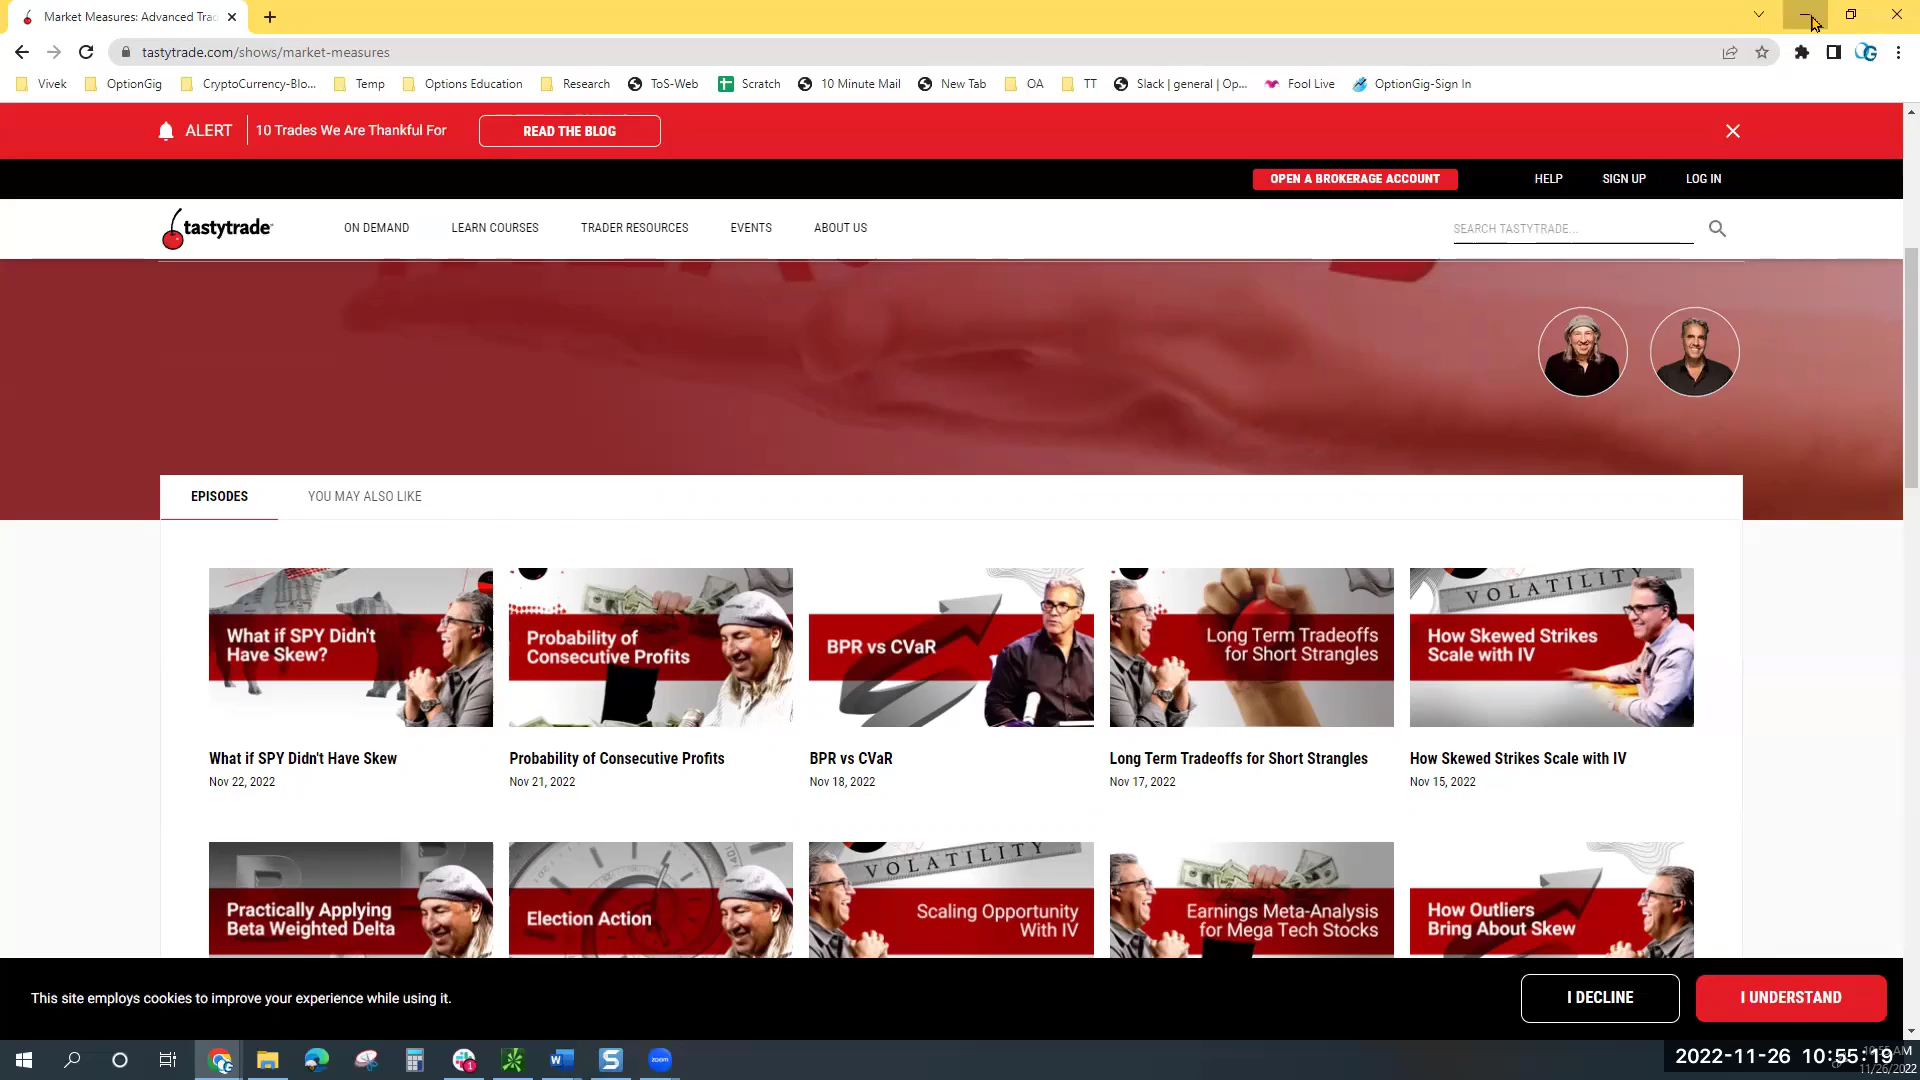 Market Measures: Advanced Trad
tastytrade.com/shows/market-measures
Vivek
OptionGig
CryptoCurrency-Blo...
Temp
Options Education
Research
ToS-Web
Scratch
10 Minute Mail
New Tab
OA
TT
Slack | general | Op...
Fool Live
OptionGig-Sign In
ALERT
10 Trades We Are Thankful For
READ THE BLOG
OPEN A BROKERAGE ACCOUNT
HELP
SIGN UP
LOG IN
tastytrade
ON DEMAND
LEARN COURSES
TRADER RESOURCES
EVENTS
ABOUT US
SEARCH TASTYTRADE...
EPISODES
YOU MAY ALSO LIKE
What if SPY Didn't
Have Skew?
Probability of
Consecutive Profits
BPR vs CVaR
Long Term Tradeoffs
for Short Strangles
VOLATILITY
How Skewed Strikes
Scale with IV
What if SPY Didn't Have Skew
Nov 22, 2022
Probability of Consecutive Profits
Nov 21, 2022
BPR vs CVaR
Nov 18, 2022
Long Term Tradeoffs for Short Strangles
Nov 17, 2022
How Skewed Strikes Scale with IV
Nov 15, 2022
Practically Applying
Beta Weighted Delta
Election Action
VOLATILITY
Scaling Opportunity
With IV
Earnings Meta-Analysis
for Mega Tech Stocks
How Outliers
Bring About Skew
This site employs cookies to improve your experience while using it.
I DECLINE
I UNDERSTAND
zoom
2022-11-26 10:55:19
11/26/2022